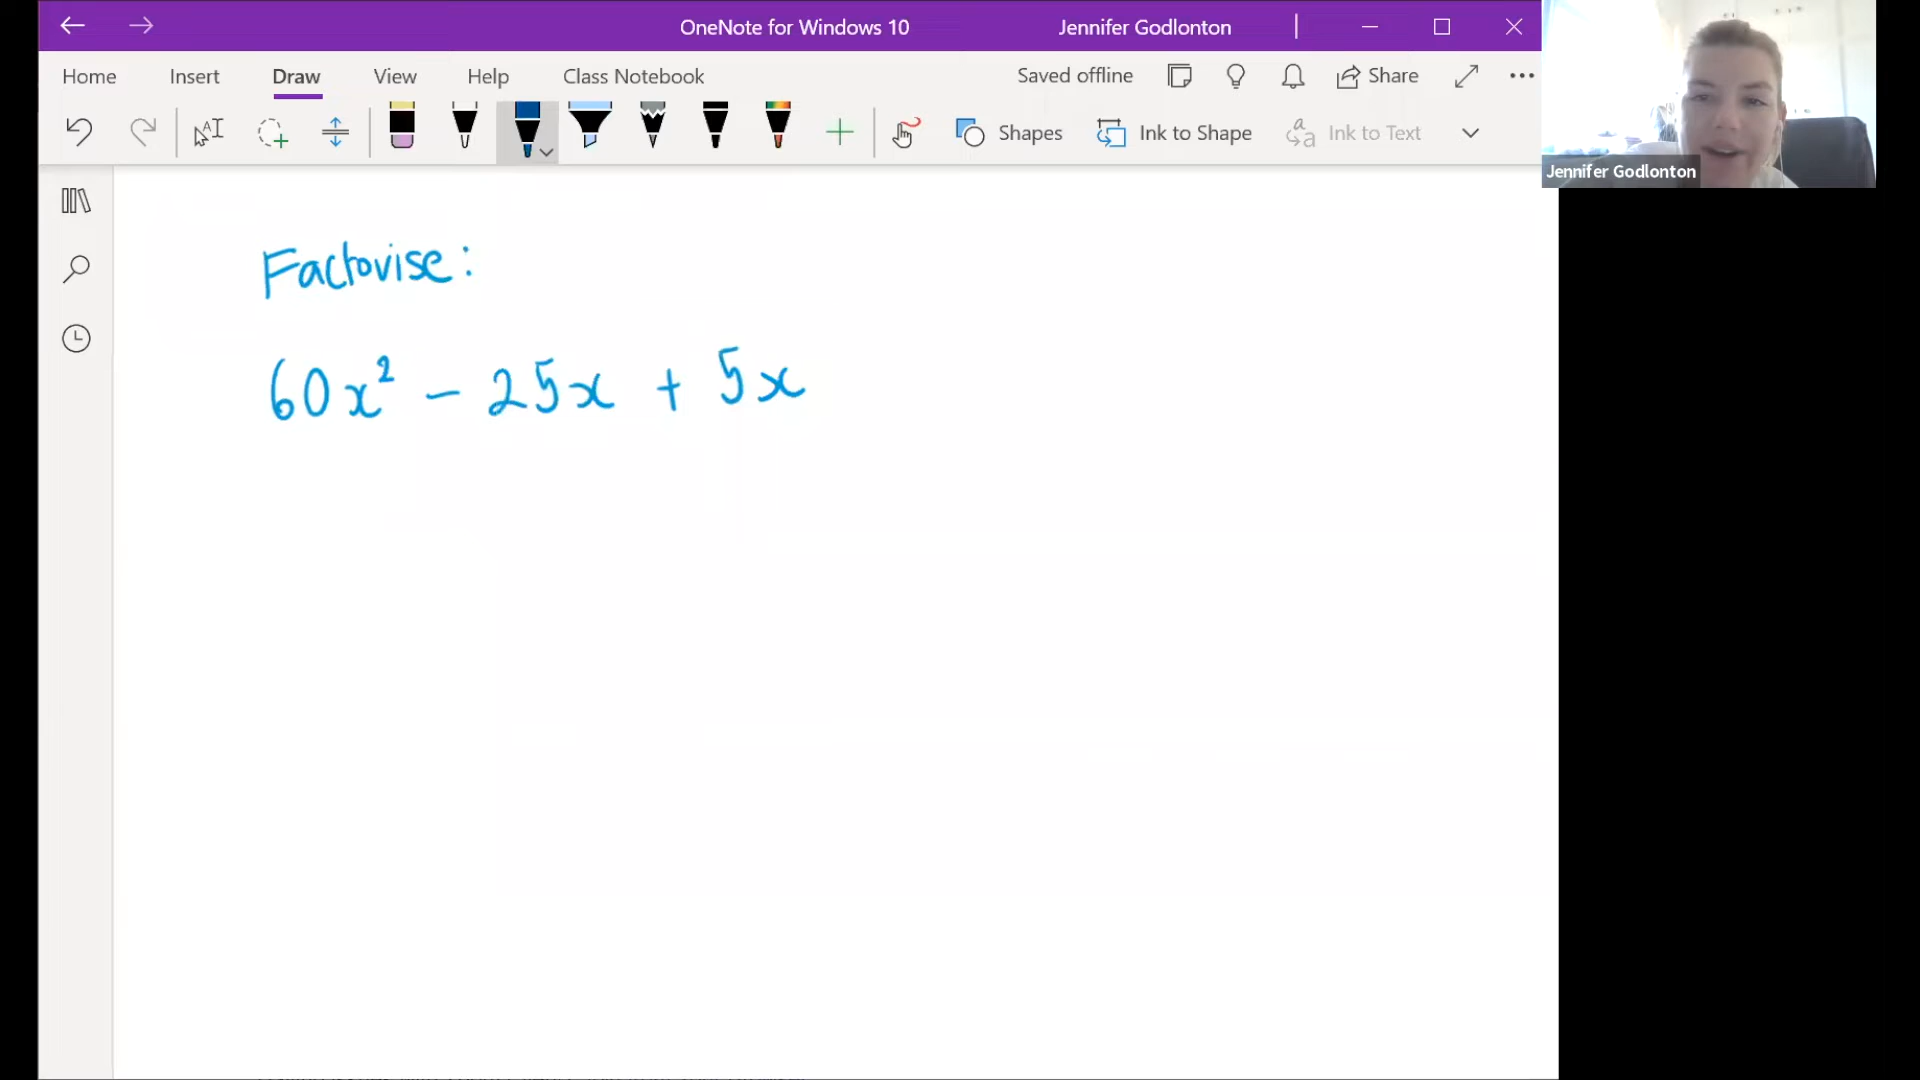 OneNote for Windows 10 Jennifer Godlonton
Home Insert Draw View Help Class Notebook Saved offline Share
Shapes Ink to Shape Ink to Text
Jennifer Godlonton
Factorise:
60x² - 25x + 5x